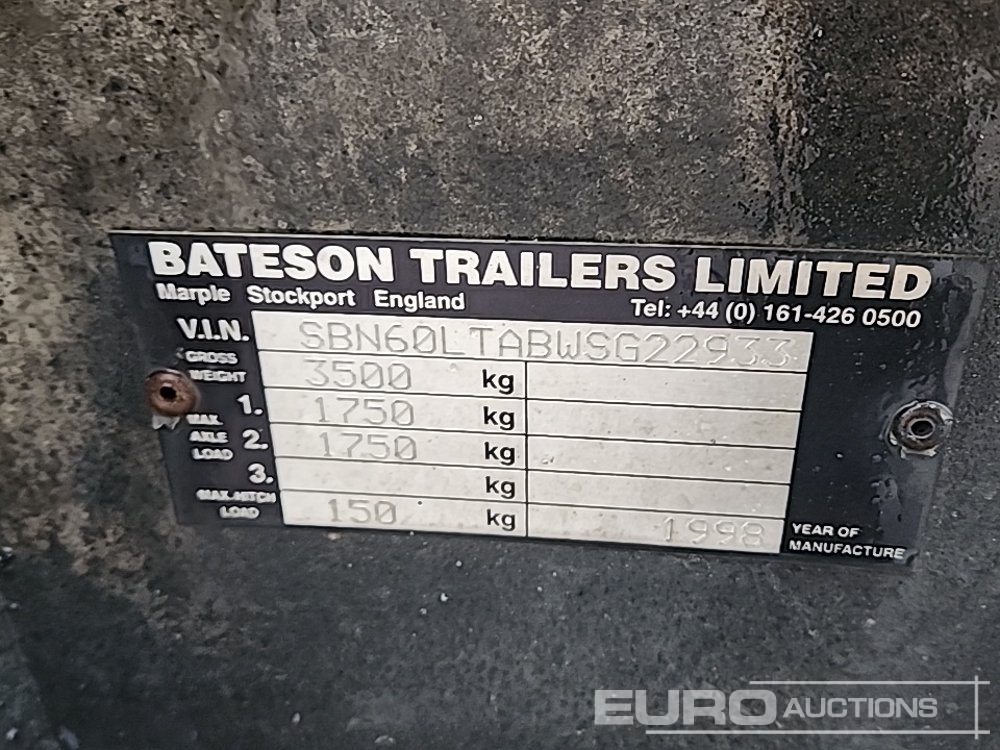 BATESON TRAILERS LIMITED
Marple Stockport England Tel: +44 (0) 161-426 0500
V.I.N. SBN60LTABWSG22933
GROSS WEIGHT 3500 kg
MAX. AXLE LOAD 1. 1750 kg
2. 1750 kg
3. kg
MAX. HITCH LOAD 150 kg 1998 YEAR OF MANUFACTURE
EURO AUCTIONS